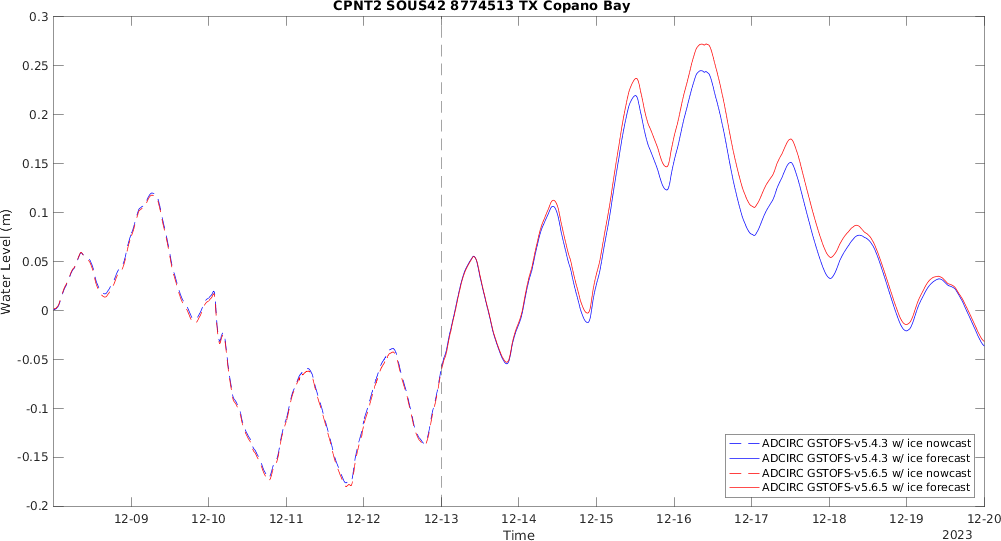 CPNT2 SOUS42 8774513 TX Copano Bay
0.3
0.25
0.2
0.15
0.1
0.05
0
-0.05
-0.1
-0.15
-0.2
Water Level (m)
ADCIRC GSTOFS-v5.4.3 w/ ice nowcast
ADCIRC GSTOFS-v5.4.3 w/ ice forecast
ADCIRC GSTOFS-v5.6.5 w/ ice nowcast
ADCIRC GSTOFS-v5.6.5 w/ ice forecast
12-09 12-10 12-11 12-12 12-13 12-14 12-15 12-16 12-17 12-18 12-19 12-20
Time
2023